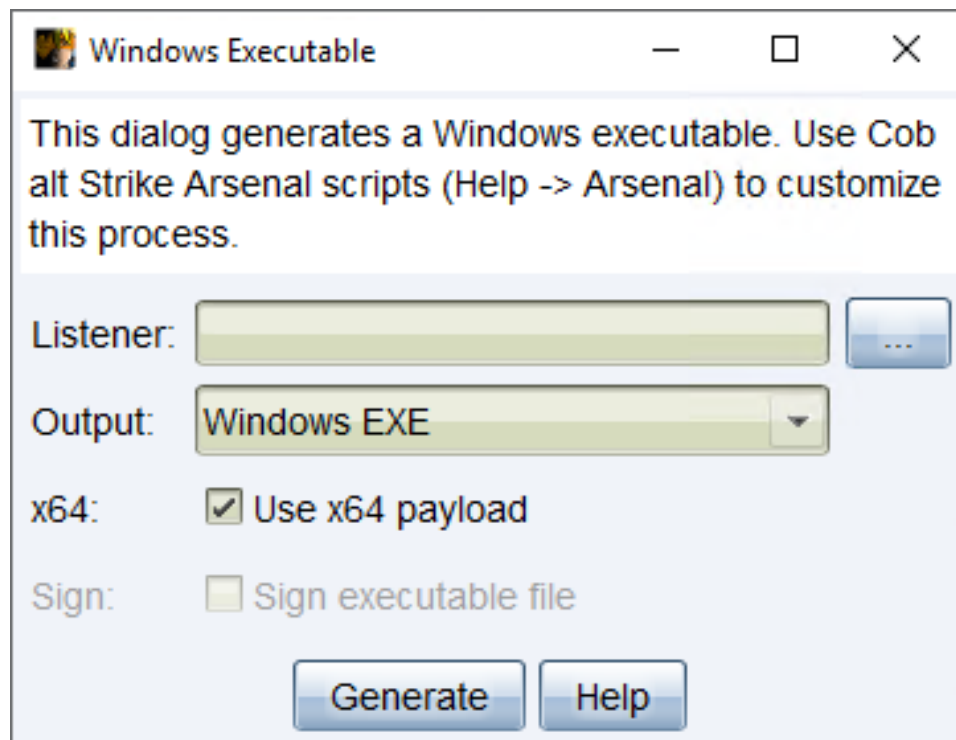 Windows Executable
This dialog generates a Windows executable. Use Cob
alt Strike Arsenal scripts (Help -> Arsenal) to customize
this process.
Listener: ...
Output: Windows EXE
x64: Use x64 payload
Sign: Sign executable file
Generate Help